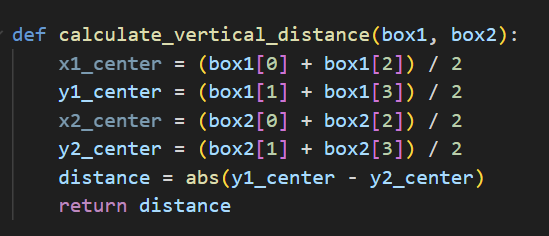 def calculate_vertical_distance(box1, box2):
    x1_center = (box1[0] + box1[2]) / 2
    y1_center = (box1[1] + box1[3]) / 2
    x2_center = (box2[0] + box2[2]) / 2
    y2_center = (box2[1] + box2[3]) / 2
    distance = abs(y1_center - y2_center)
    return distance